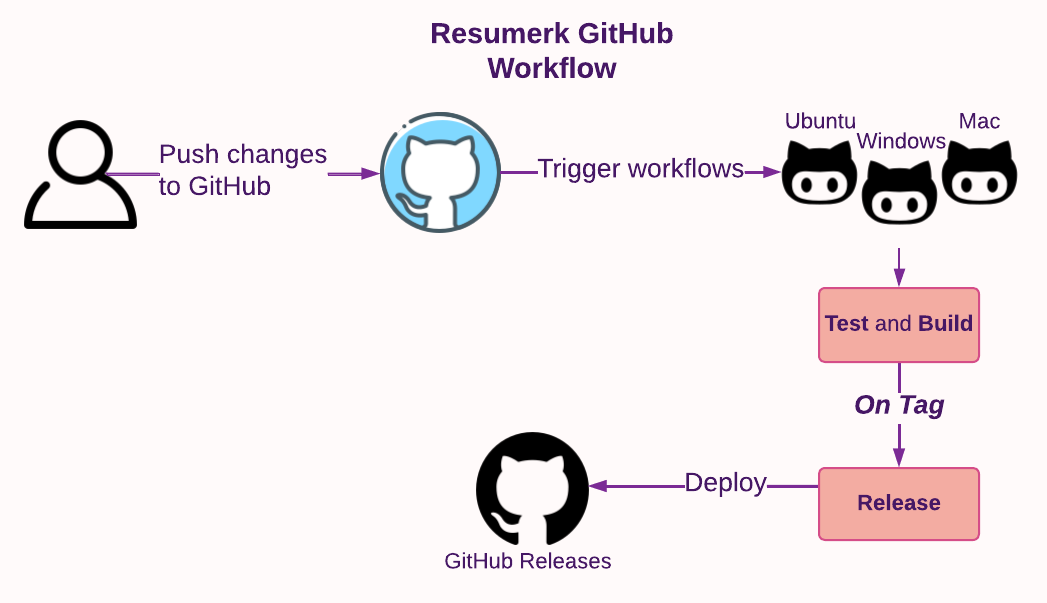 Resumerk GitHub
Workflow
Ubuntu
Windows
Mac
Push changes
to GitHub
Trigger workflows
Test and Build
On Tag
Release
Deploy
GitHub Releases